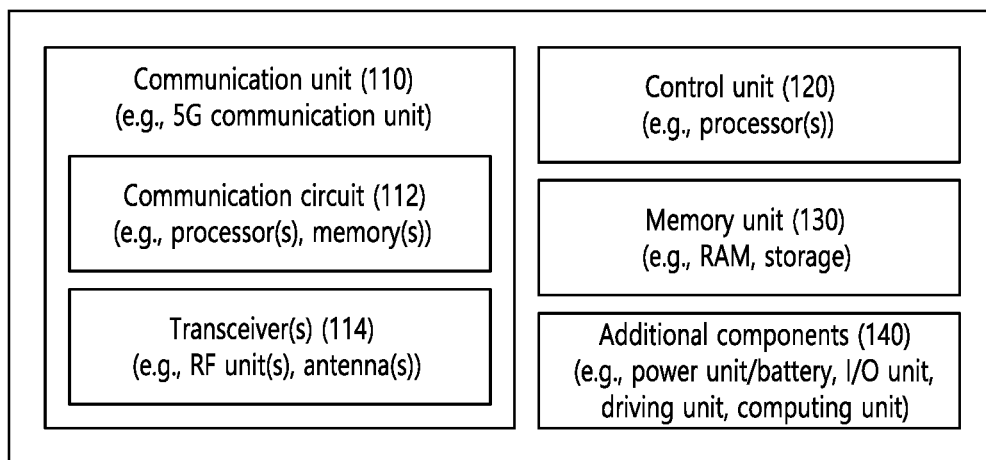 Communication unit (110)
(e.g., 5G communication unit)
Communication circuit (112)
(e.g., processor(s), memory(s))
Transceiver(s) (114)
(e.g., RF unit(s), antenna(s))
Control unit (120)
(e.g., processor(s))
Memory unit (130)
(e.g., RAM, storage)
Additional components (140)
(e.g., power unit/battery, I/O unit,
driving unit, computing unit)